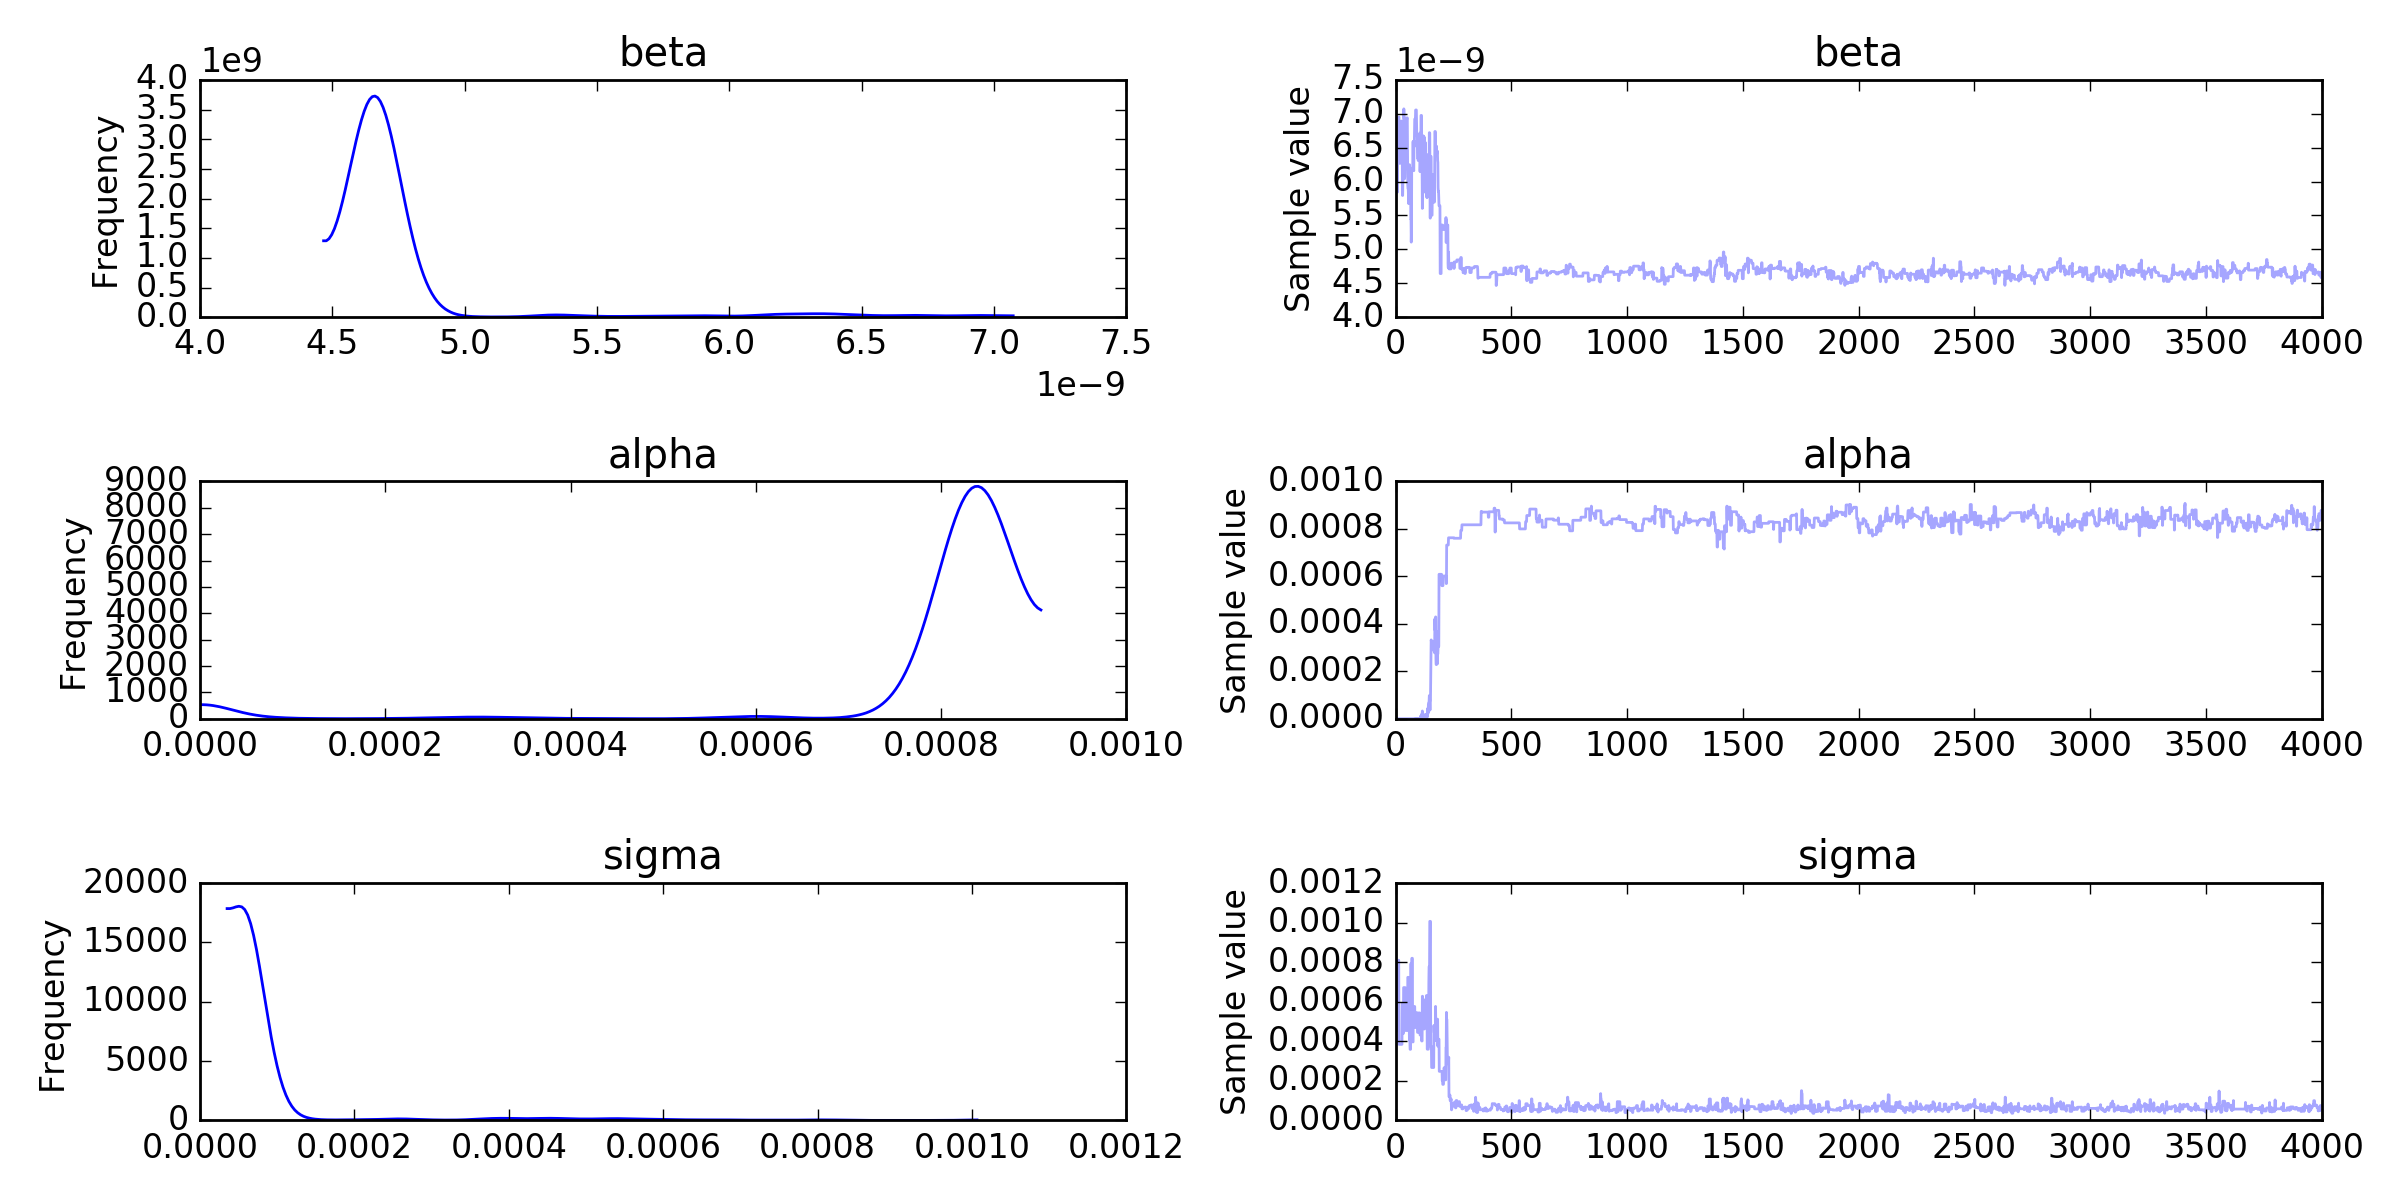 beta
1e9
Frequency
4.0
3.5
3.0
2.5
2.0
1.5
1.0
0.5
0.0
4.0 4.5 5.0 5.5 6.0 6.5 7.0 7.5
1e−9
beta
1e−9
Sample value
7.5
7.0
6.5
6.0
5.5
5.0
4.5
4.0
0 500 1000 1500 2000 2500 3000 3500 4000
alpha
Frequency
9000
8000
7000
6000
5000
4000
3000
2000
1000
0
0.0000 0.0002 0.0004 0.0006 0.0008 0.0010
alpha
Sample value
0.0010
0.0008
0.0006
0.0004
0.0002
0.0000
0 500 1000 1500 2000 2500 3000 3500 4000
sigma
Frequency
20000
15000
10000
5000
0
0.0000 0.0002 0.0004 0.0006 0.0008 0.0010 0.0012
sigma
Sample value
0.0012
0.0010
0.0008
0.0006
0.0004
0.0002
0.0000
0 500 1000 1500 2000 2500 3000 3500 4000